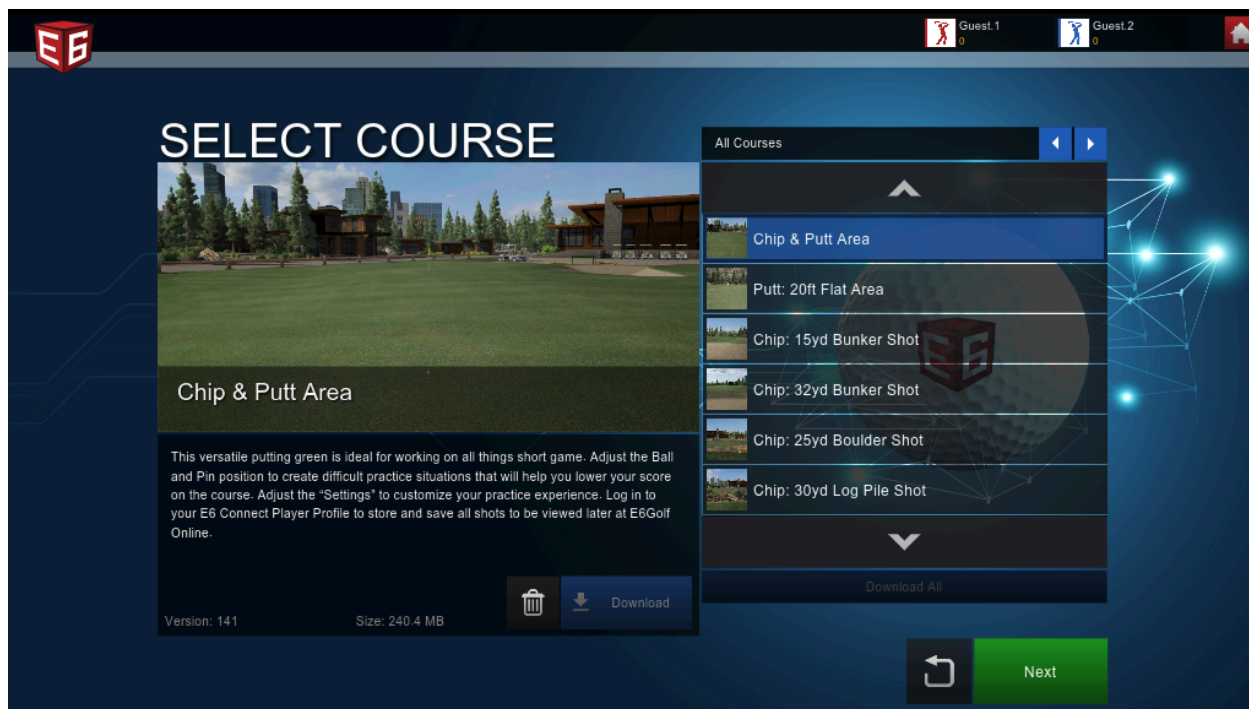 E6
Guest.1
0
Guest.2
0
SELECT COURSE
Chip & Putt Area
This versatile putting green is ideal for working on all things short game. Adjust the Ball
and Pin position to create difficult practice situations that will help you lower your score
on the course. Adjust the “Settings” to customize your practice experience. Log in to
your E6 Connect Player Profile to store and save all shots to be viewed later at E6Golf
Online.
Version: 141
Size: 240.4 MB
Download
All Courses
Chip & Putt Area
Putt: 20ft Flat Area
Chip: 15yd Bunker Shot
Chip: 32yd Bunker Shot
Chip: 25yd Boulder Shot
Chip: 30yd Log Pile Shot
E6
Download All
Next